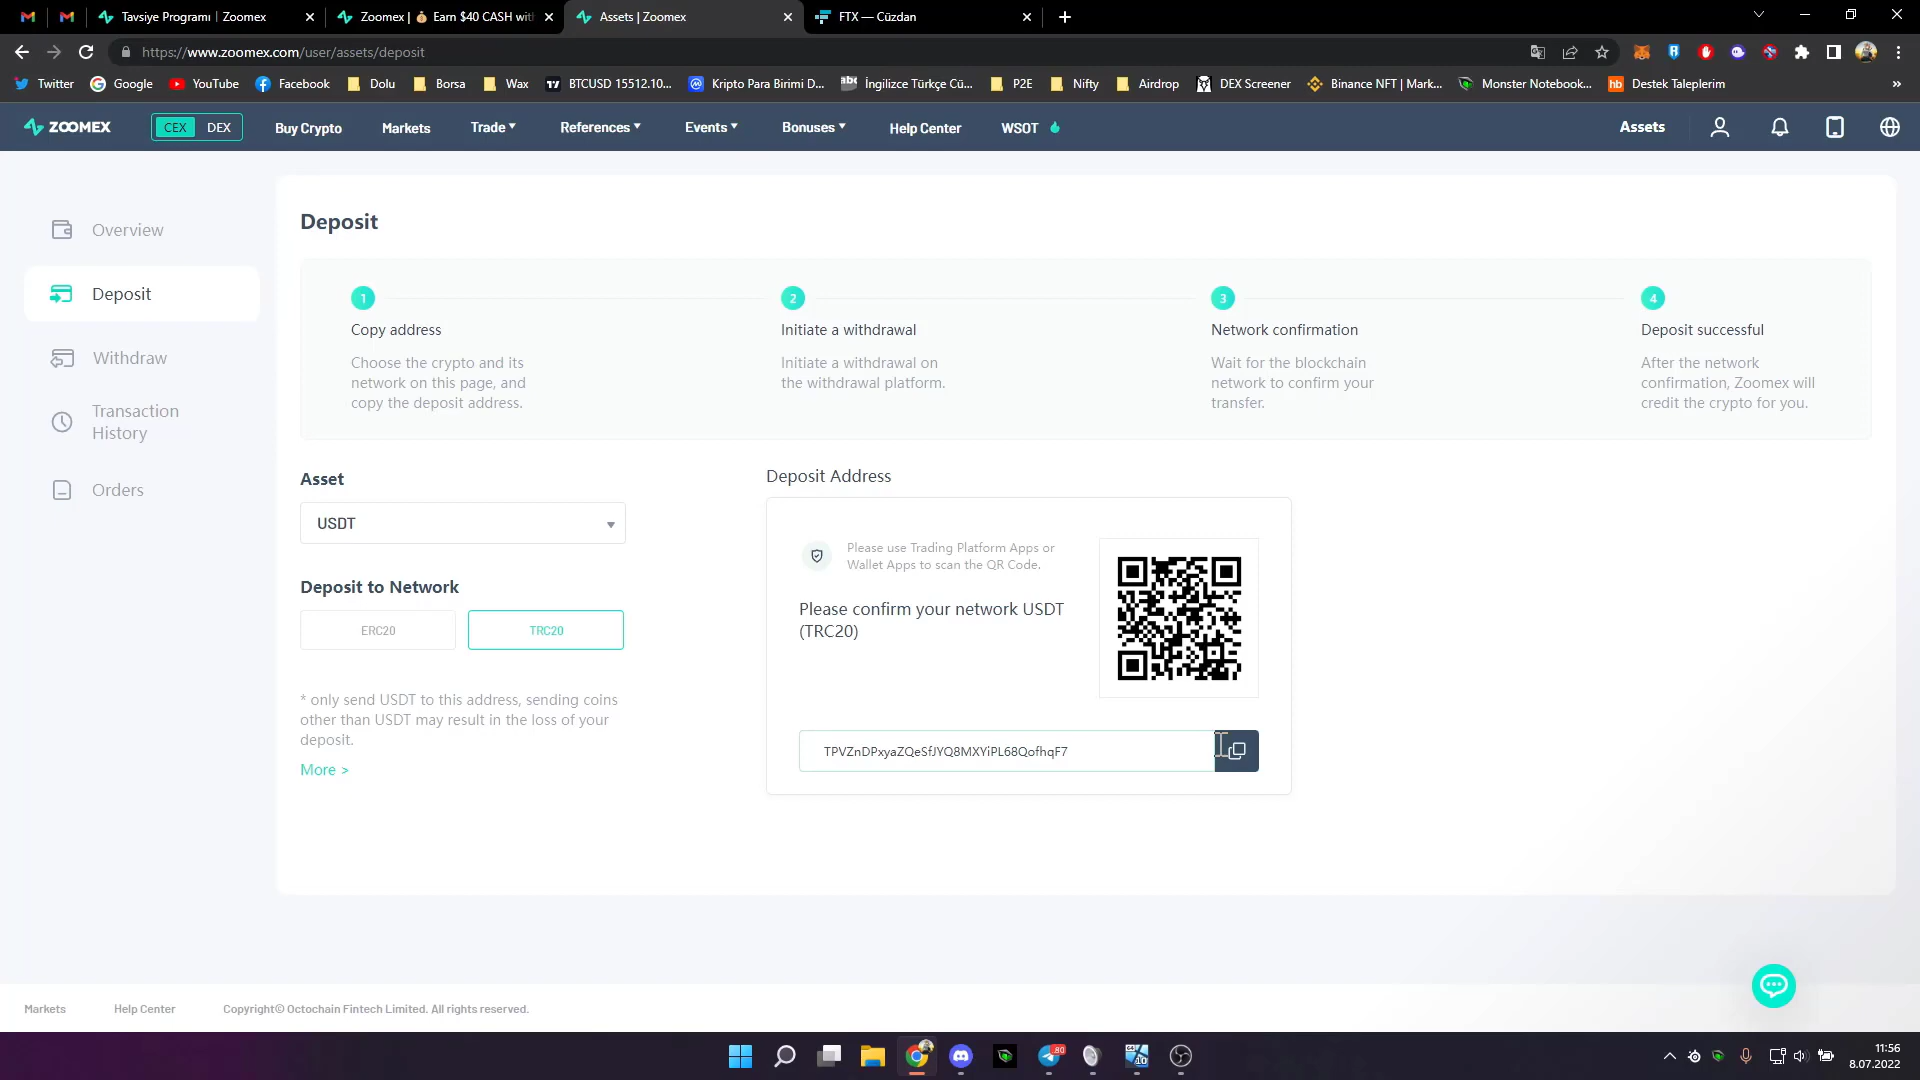 Tavsiye Programı | Zoomex
Zoomex | 💰 Earn $40 CASH wit
Assets | Zoomex
FTX — Cüzdan
https://www.zoomex.com/user/assets/deposit
Twitter
Google
YouTube
Facebook
Dolu
Borsa
Wax
BTCUSD 15512.10...
Kripto Para Birimi D...
İngilizce Türkçe Cü...
P2E
Nifty
Airdrop
DEX Screener
Binance NFT | Mark...
Monster Notebook...
Destek Taleplerim
ZOOMEX
CEX
DEX
Buy Crypto
Markets
Trade
References
Events
Bonuses
Help Center
WSOT
Assets
Overview
Deposit
Withdraw
Transaction
History
Orders
Deposit
1
Copy address
Choose the crypto and its
network on this page, and
copy the deposit address.
2
Initiate a withdrawal
Initiate a withdrawal on
the withdrawal platform.
3
Network confirmation
Wait for the blockchain
network to confirm your
transfer.
4
Deposit successful
After the network
confirmation, Zoomex will
credit the crypto for you.
Asset
USDT
Deposit to Network
ERC20
TRC20
* only send USDT to this address, sending coins
other than USDT may result in the loss of your
deposit.
More >
Deposit Address
Please use Trading Platform Apps or
Wallet Apps to scan the QR Code.
Please confirm your network USDT
(TRC20)
TPVZnDPxyaZQeSfJYQ8MXYiPL68QofhqF7
Markets
Help Center
Copyright© Octochain Fintech Limited. All rights reserved.
80
11:56
8.07.2022